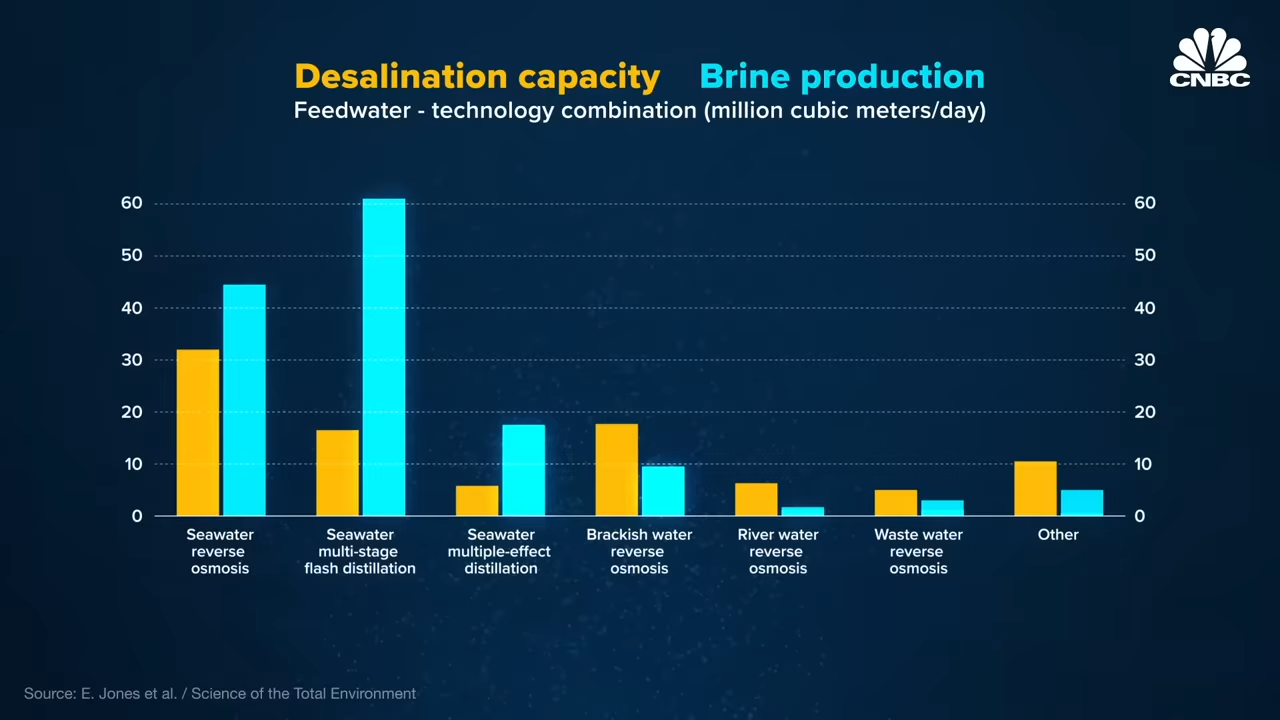 CNBC
Desalination capacity Brine production
Feedwater - technology combination (million cubic meters/day)
60 60
50 50
40 40
30 30
20 20
10 10
0 0
Seawater
reverse
osmosis
Seawater
multi-stage
flash distillation
Seawater
multiple-effect
distillation
Brackish water
reverse
osmosis
River water
reverse
osmosis
Waste water
reverse
osmosis
Other
Source: E. Jones et al. / Science of the Total Environment